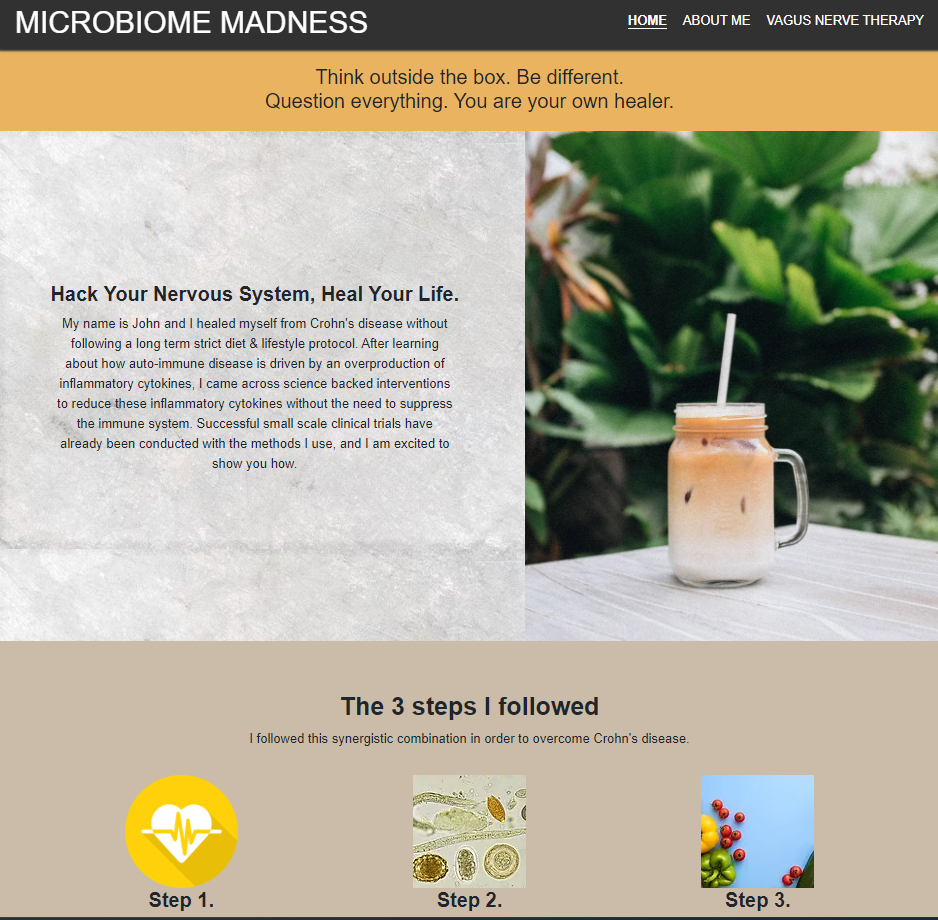 MICROBIOME MADNESS
HOME ABOUT ME VAGUS NERVE THERAPY
Think outside the box. Be different.
Question everything. You are your own healer.
Hack Your Nervous System, Heal Your Life.
My name is John and I healed myself from Crohn's disease without
following a long term strict diet & lifestyle protocol. After learning
about how auto-immune disease is driven by an overproduction of
inflammatory cytokines, I came across science backed interventions
to reduce these inflammatory cytokines without the need to suppress
the immune system. Successful small scale clinical trials have
already been conducted with the methods I use, and I am excited to
show you how.
The 3 steps I followed
I followed this synergistic combination in order to overcome Crohn's disease.
Step 1. Step 2. Step 3.